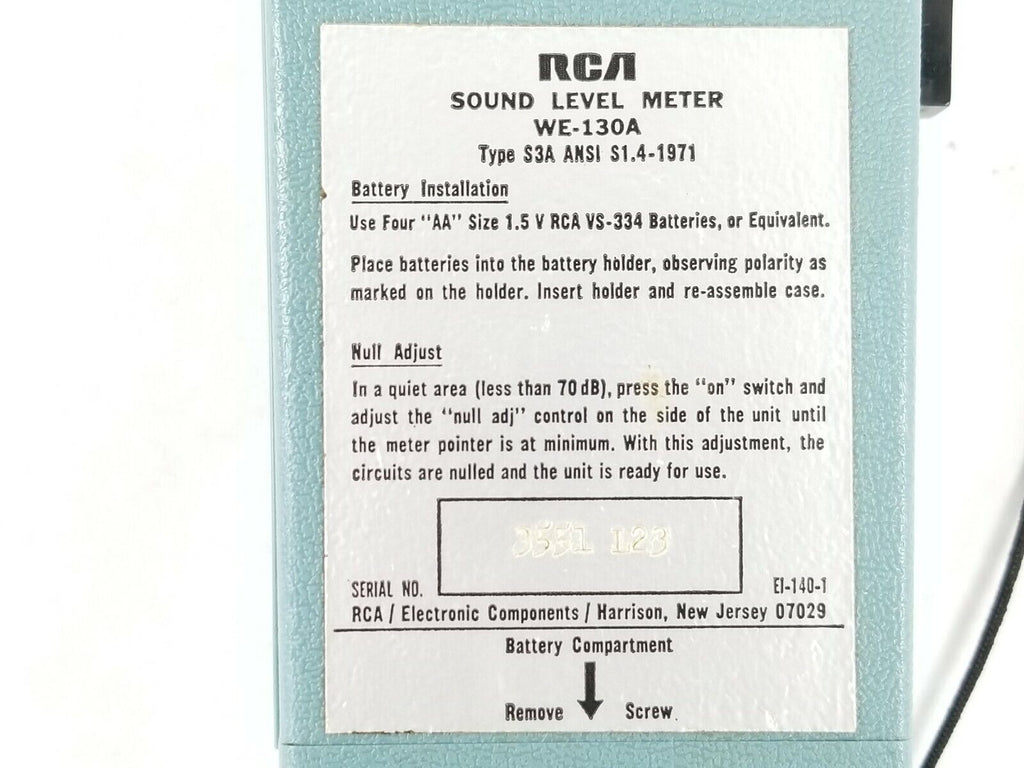 RCA
SOUND LEVEL METER
WE-130A
Type S3A ANSI S1.4-1971
Battery Installation
Use Four "AA" Size 1.5 V RCA VS-334 Batteries, or Equivalent.
Place batteries into the battery holder, observing polarity as
marked on the holder. Insert holder and re-assemble case.
Null Adjust
In a quiet area (less than 70 dB), press the "on" switch and
adjust the "null adj" control on the side of the unit until
the meter pointer is at minimum. With this adjustment, the
circuits are nulled and the unit is ready for use.
123
SERIAL NO.
EI-140-1
RCA / Electronic Components / Harrison, New Jersey 07029
Battery Compartment
Remove Screw.